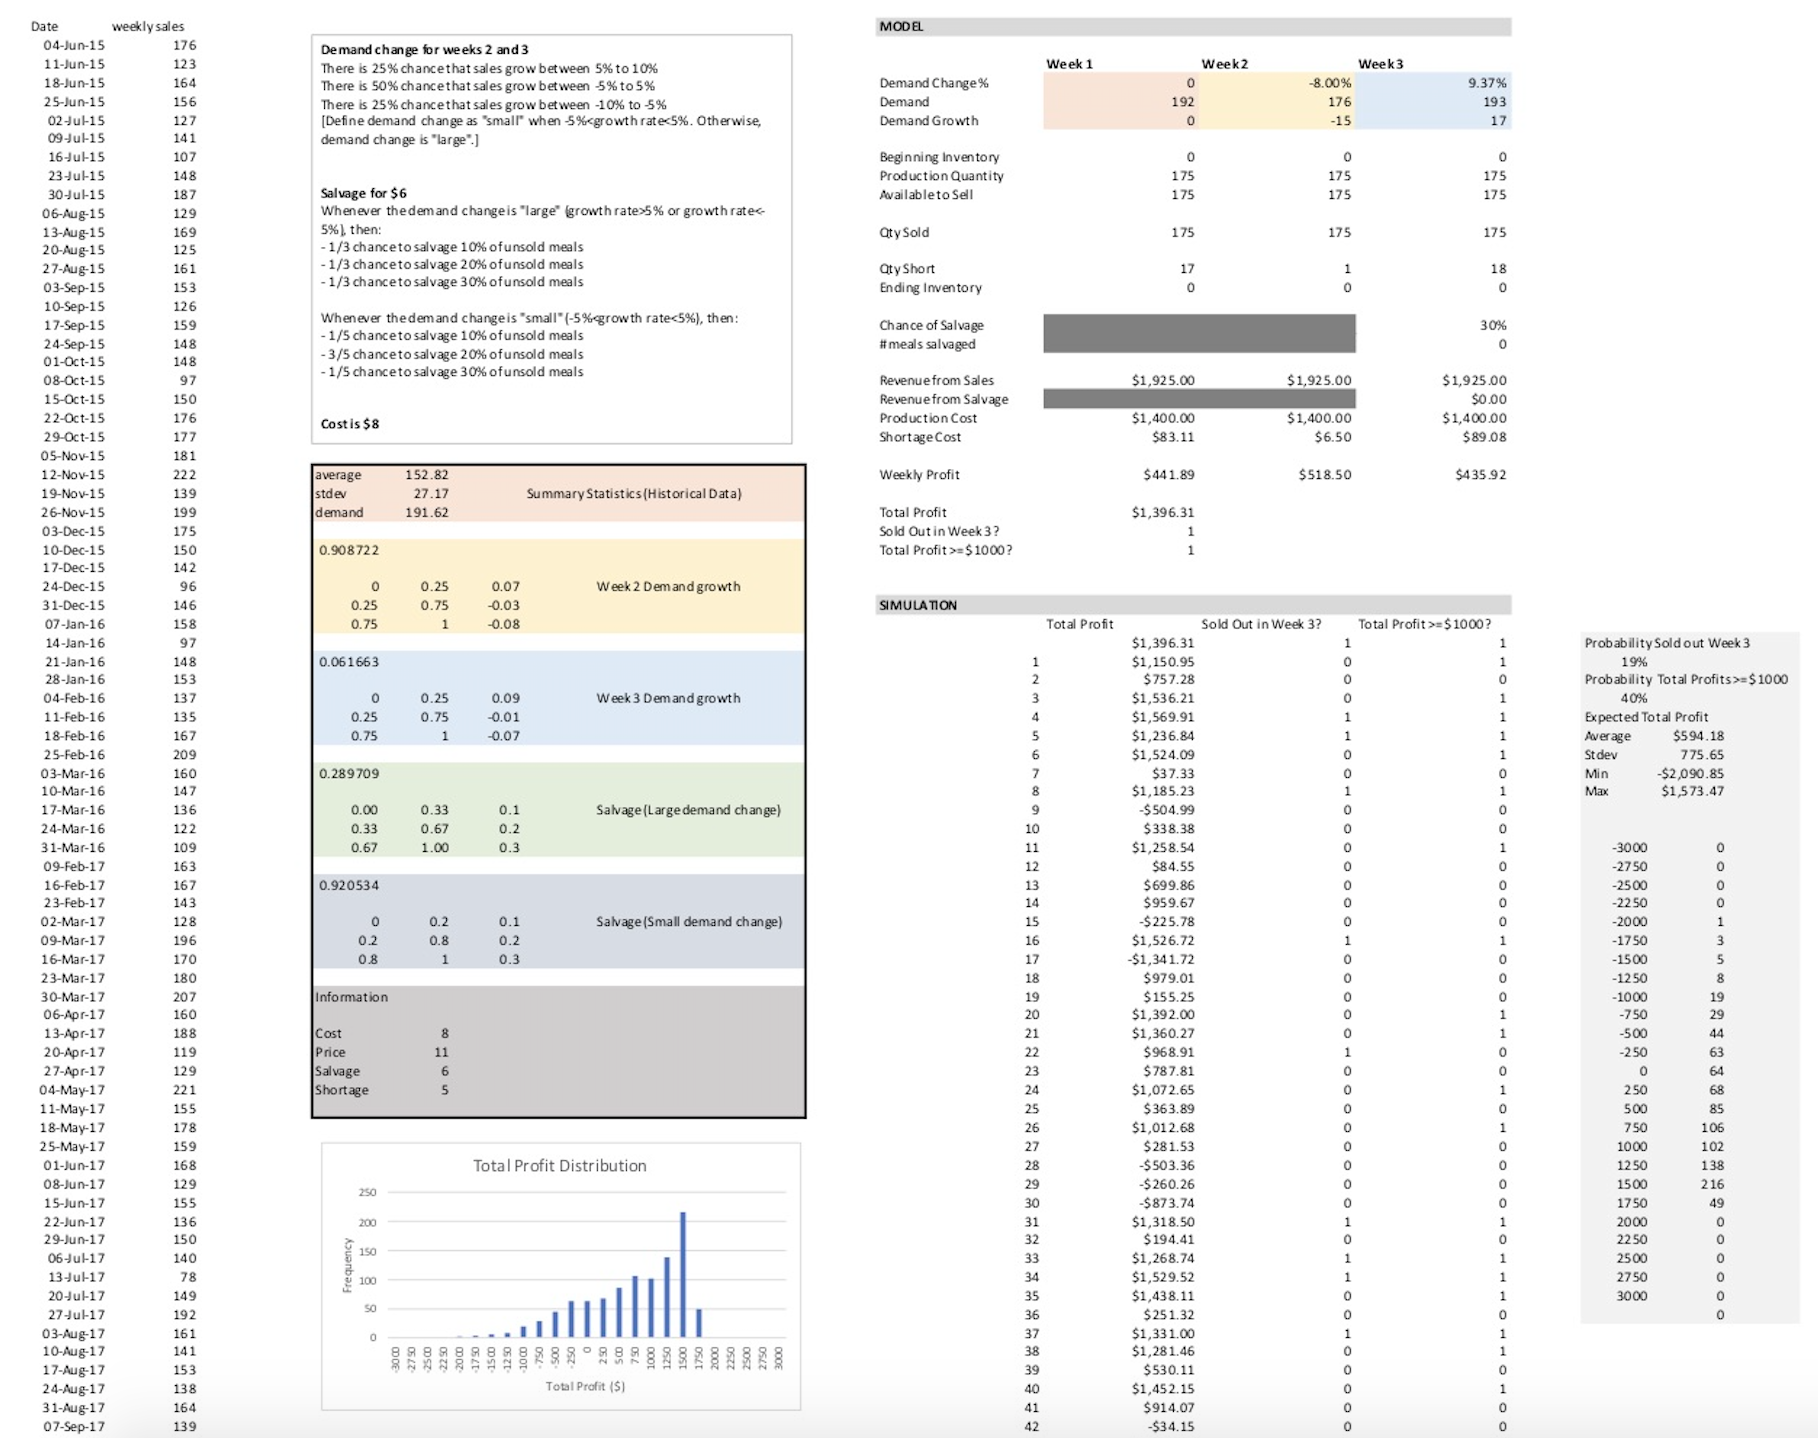 Date weekly sales
04-Jun-15 176
11-Jun-15 123
18-Jun-15 164
25-Jun-15 156
02-Jul-15 127
09-Jul-15 141
16-Jul-15 107
23-Jul-15 148
30-Jul-15 187
06-Aug-15 129
13-Aug-15 169
20-Aug-15 125
27-Aug-15 161
03-Sep-15 153
10-Sep-15 126
17-Sep-15 159
24-Sep-15 148
01-Oct-15 148
08-Oct-15 97
15-Oct-15 150
22-Oct-15 176
29-Oct-15 177
05-Nov-15 181
12-Nov-15 222
19-Nov-15 139
26-Nov-15 199
03-Dec-15 175
10-Dec-15 150
17-Dec-15 142
24-Dec-15 96
31-Dec-15 146
07-Jan-16 158
14-Jan-16 97
21-Jan-16 148
28-Jan-16 153
04-Feb-16 137
11-Feb-16 135
18-Feb-16 167
25-Feb-16 209
03-Mar-16 160
10-Mar-16 147
17-Mar-16 136
24-Mar-16 122
31-Mar-16 109
09-Feb-17 163
16-Feb-17 167
23-Feb-17 143
02-Mar-17 128
09-Mar-17 196
16-Mar-17 170
23-Mar-17 180
30-Mar-17 207
06-Apr-17 160
13-Apr-17 188
20-Apr-17 119
27-Apr-17 129
04-May-17 221
11-May-17 155
18-May-17 178
25-May-17 159
01-Jun-17 168
08-Jun-17 129
15-Jun-17 155
22-Jun-17 136
29-Jun-17 150
06-Jul-17 140
13-Jul-17 78
20-Jul-17 149
27-Jul-17 192
03-Aug-17 161
10-Aug-17 141
17-Aug-17 153
24-Aug-17 138
31-Aug-17 164
07-Sep-17 139
Demand change for weeks 2 and 3
There is 25% chance that sales grow between 5% to 10%
There is 50% chance that sales grow between -5% to 5%
There is 25% chance that sales grow between -10% to -5%
[Define demand change as "small" when -5%<growth rate<5%. Otherwise,
demand change is "large".]
Salvage for $6
Whenever the demand change is "large" (growth rate>5% or growth rate<-
5%), then:
- 1/3 chance to salvage 10% of unsold meals
- 1/3 chance to salvage 20% of unsold meals
- 1/3 chance to salvage 30% of unsold meals
Whenever the demand change is "small" (-5%<growth rate<5%), then:
- 1/5 chance to salvage 10% of unsold meals
- 3/5 chance to salvage 20% of unsold meals
- 1/5 chance to salvage 30% of unsold meals
Cost is $8
average 152.82
stdev 27.17 Summary Statistics (Historical Data)
demand 191.62
0.908722
0 0.25 0.07 Week 2 Demand growth
0.25 0.75 -0.03
0.75 1 -0.08
0.061663
0 0.25 0.09 Week 3 Demand growth
0.25 0.75 -0.01
0.75 1 -0.07
0.289709
0.00 0.33 0.1 Salvage (Large demand change)
0.33 0.67 0.2
0.67 1.00 0.3
0.920534
0 0.2 0.1 Salvage (Small demand change)
0.2 0.8 0.2
0.8 1 0.3
Information
Cost 8
Price 11
Salvage 6
Shortage 5
Total Profit Distribution
Frequency
250
200
150
100
50
0
-3000 -2750 -2500 -2250 -2000 -1750 -1500 -1250 -1000 -750 -500 -250 0 250 500 750 1000 1250 1500 1750 2000 2250 2500 2750 3000
Total Profit ($)
MODEL
Week 1 Week 2 Week 3
Demand Change % 0 -8.00% 9.37%
Demand 192 176 193
Demand Growth 0 -15 17
Beginning Inventory 0 0 0
Production Quantity 175 175 175
Available to Sell 175 175 175
Qty Sold 175 175 175
Qty Short 17 1 18
Ending Inventory 0 0 0
Chance of Salvage 30%
# meals salvaged 0
Revenue from Sales $1,925.00 $1,925.00 $1,925.00
Revenue from Salvage $0.00
Production Cost $1,400.00 $1,400.00 $1,400.00
Shortage Cost $83.11 $6.50 $89.08
Weekly Profit $441.89 $518.50 $435.92
Total Profit $1,396.31
Sold Out in Week 3? 1
Total Profit >= $1000? 1
SIMULATION
Total Profit Sold Out in Week 3? Total Profit >= $1000?
$1,396.31 1 1
1 $1,150.95 0 1
2 $757.28 0 0
3 $1,536.21 0 1
4 $1,569.91 1 1
5 $1,236.84 1 1
6 $1,524.09 0 1
7 $37.33 0 0
8 $1,185.23 1 1
9 -$504.99 0 0
10 $338.38 0 0
11 $1,258.54 0 1
12 $84.55 0 0
13 $699.86 0 0
14 $959.67 0 0
15 -$225.78 0 0
16 $1,526.72 1 1
17 -$1,341.72 0 0
18 $979.01 0 0
19 $155.25 0 0
20 $1,392.00 0 1
21 $1,360.27 0 1
22 $968.91 1 0
23 $787.81 0 0
24 $1,072.65 0 1
25 $363.89 0 0
26 $1,012.68 0 1
27 $281.53 0 0
28 -$503.36 0 0
29 -$260.26 0 0
30 -$873.74 0 0
31 $1,318.50 1 1
32 $194.41 0 0
33 $1,268.74 1 1
34 $1,529.52 1 1
35 $1,438.11 0 1
36 $251.32 0 0
37 $1,331.00 1 1
38 $1,281.46 0 1
39 $530.11 0 0
40 $1,452.15 0 1
41 $914.07 0 0
42 -$34.15 0 0
Probability Sold out Week 3
19%
Probability Total Profits >= $1000
40%
Expected Total Profit
Average $594.18
Stdev 775.65
Min -$2,090.85
Max $1,573.47
-3000 0
-2750 0
-2500 0
-2250 0
-2000 1
-1750 3
-1500 5
-1250 8
-1000 19
-750 29
-500 44
-250 63
0 64
250 68
500 85
750 106
1000 102
1250 138
1500 216
1750 49
2000 0
2250 0
2500 0
2750 0
3000 0
0